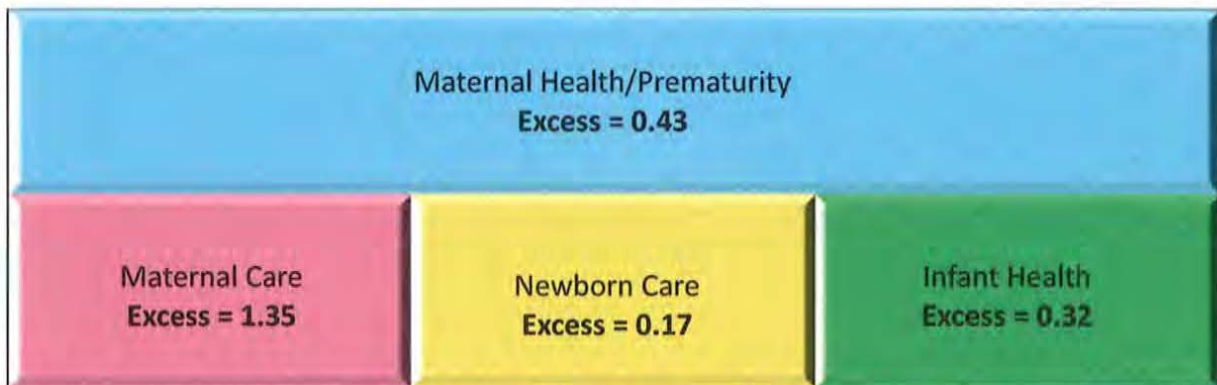 Maternal Health/Prematurity
Excess = 0.43
Maternal Care
Excess = 1.35
Newborn Care
Excess = 0.17
Infant Health
Excess = 0.32